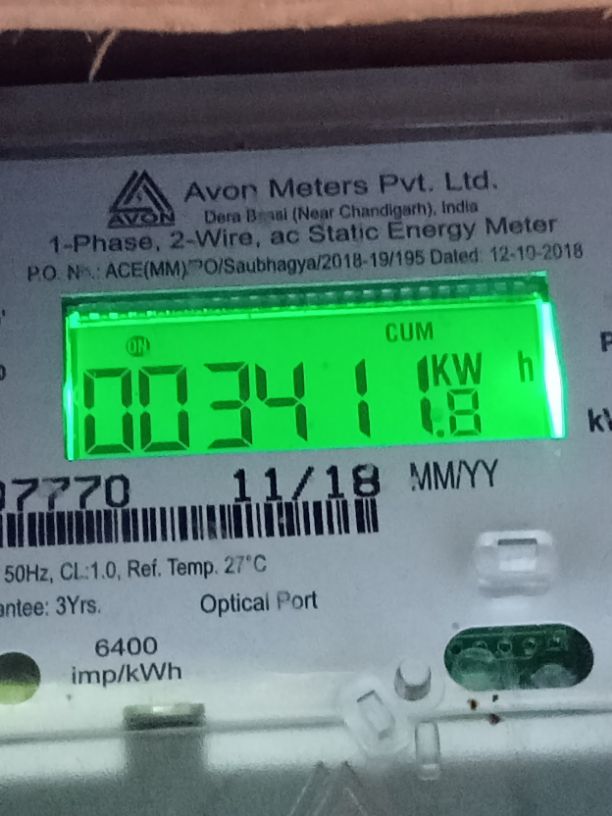 Avon Meters Pvt. Ltd.
AVON
Dera Bassi (Near Chandigarh), India
1-Phase, 2-Wire, ac Static Energy Meter
P.O. No.: ACE(MM)/PO/Saubhagya/2018-19/195 Dated: 12-10-2018
ON CUM
KW h
003411.8
7770 11/18 MM/YY
50Hz, CL:1.0, Ref. Temp. 27°C
3Yrs. Optical Port
6400
imp/kWh